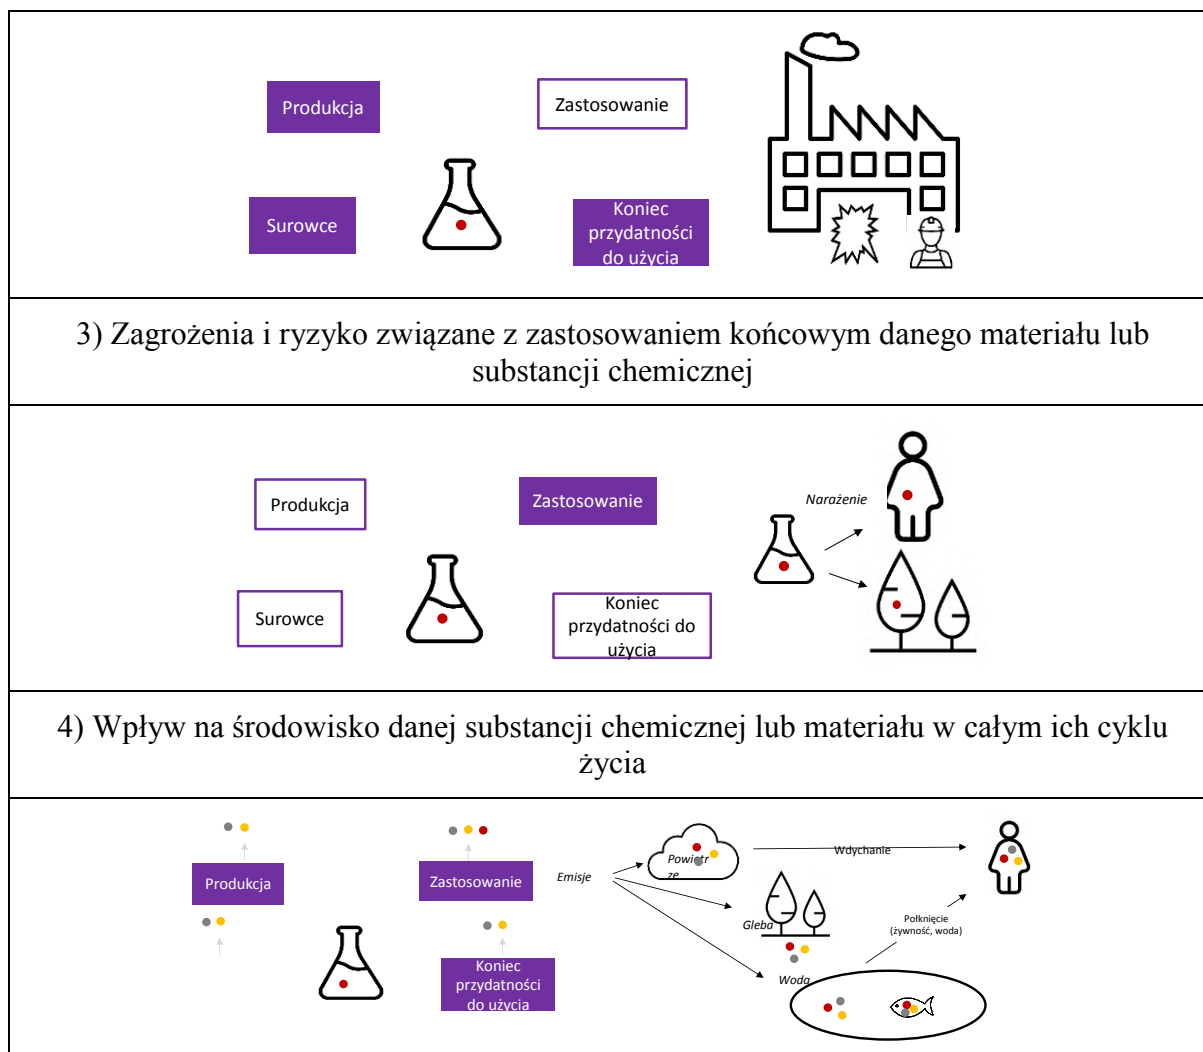 Produkcja
Zastosowanie
Surowce
Koniec
przydatności
do użycia
3) Zagrożenia i ryzyko związane z zastosowaniem końcowym danego materiału lub
substancji chemicznej
Produkcja
Zastosowanie
Narażenie
Surowce
Koniec
przydatności do
użycia
4) Wpływ na środowisko danej substancji chemicznej lub materiału w całym ich cyklu
życia
Produkcja
Zastosowanie
Emisje
Powietr
ze
Wdychanie
Gleba
Połknięcie
(żywność, woda)
Koniec
przydatności
do użycia
Woda